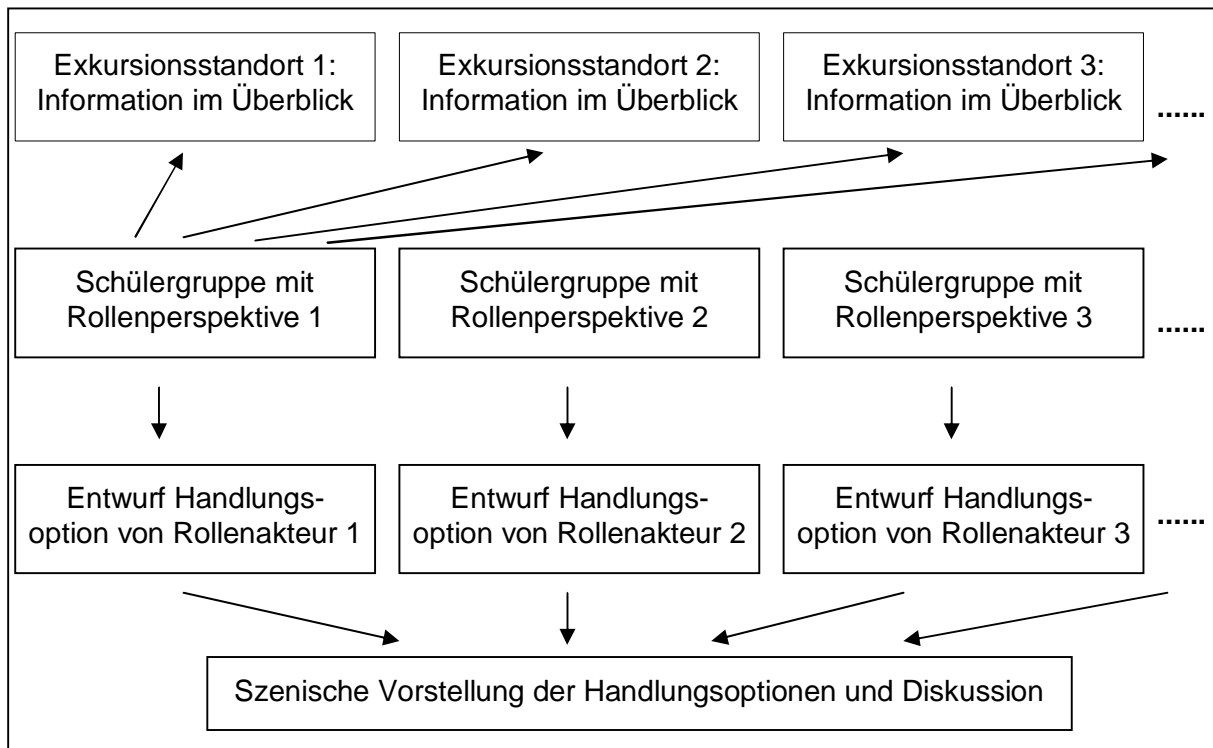 Exkursionsstandort 1:
Information im Überblick
Exkursionsstandort 2:
Information im Überblick
Exkursionsstandort 3:
Information im Überblick
......
Schülergruppe mit
Rollenperspektive 1
Schülergruppe mit
Rollenperspektive 2
Schülergruppe mit
Rollenperspektive 3
......
Entwurf Handlungs-
option von Rollenakteur 1
Entwurf Handlungs-
option von Rollenakteur 2
Entwurf Handlungs-
option von Rollenakteur 3
......
Szenische Vorstellung der Handlungsoptionen und Diskussion